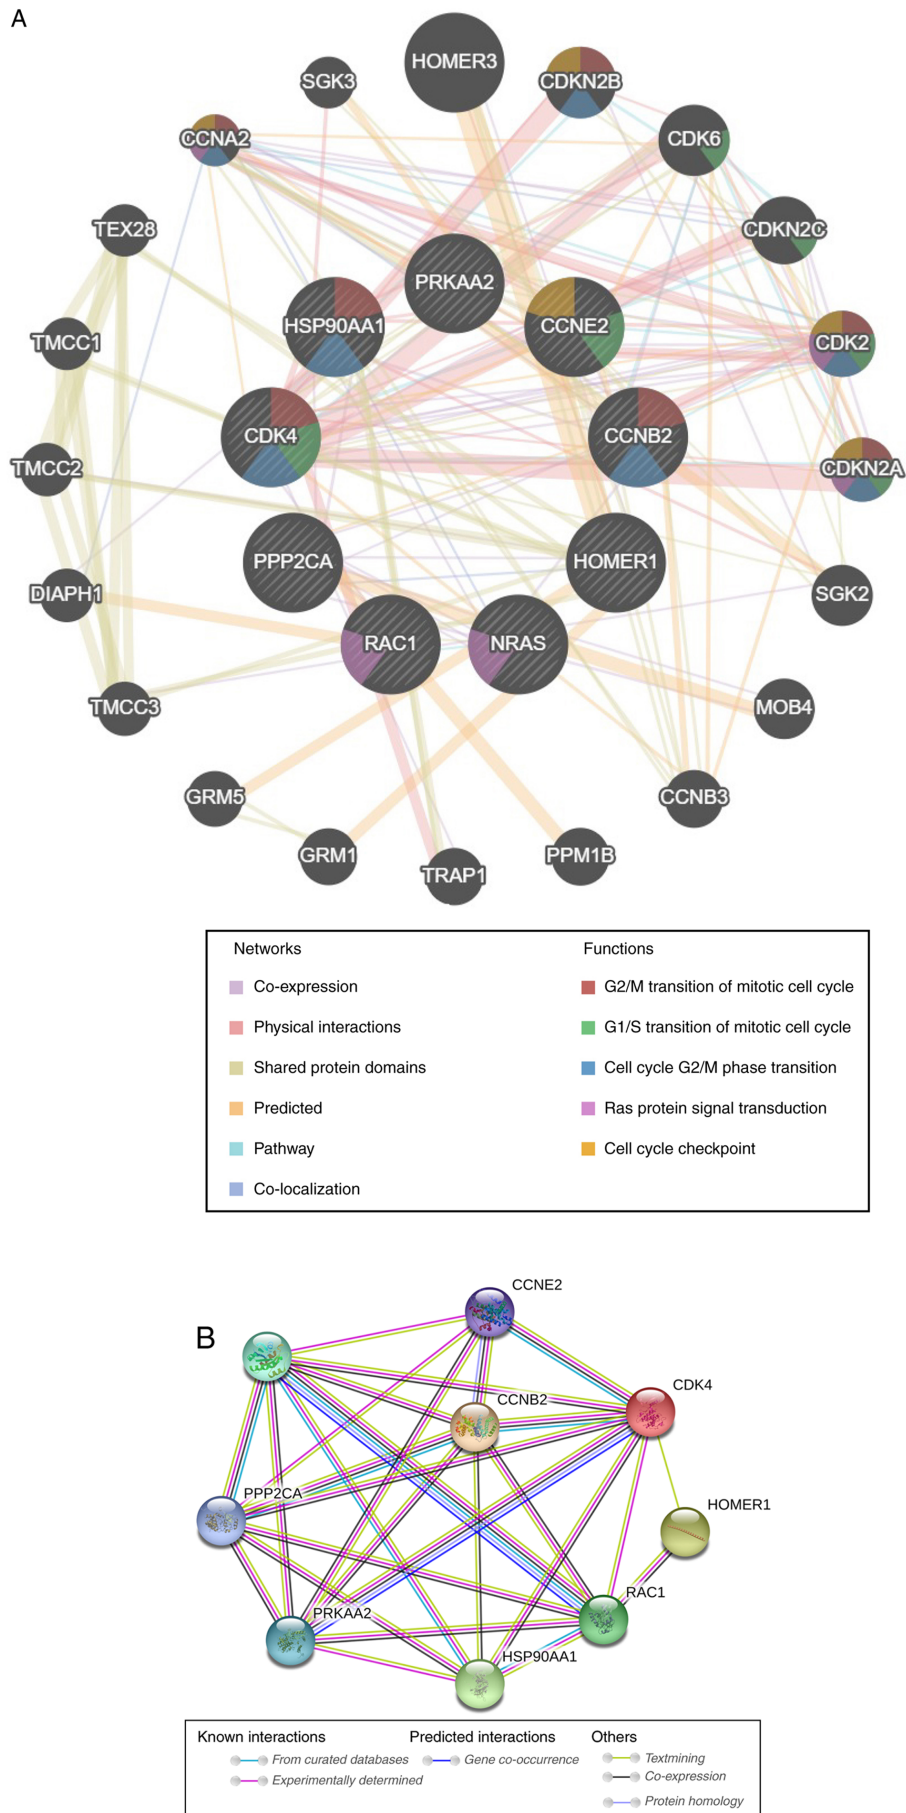 A
HOMER3
SGK3
CDKN2B
CCNA2
CDK6
TEX28
CDKN2C
PRKAA2
HSP90AA1
CCNE2
TMCC1
CDK2
CDK4
CCNB2
TMCC2
CDKN2A
PPP2CA
HOMER1
DIAPH1
SGK2
RAC1
NRAS
TMCC3
MOB4
GRM5
CCNB3
GRM1
PPM1B
TRAP1
Networks
Co-expression
Physical interactions
Shared protein domains
Predicted
Pathway
Co-localization
Functions
G2/M transition of mitotic cell cycle
G1/S transition of mitotic cell cycle
Cell cycle G2/M phase transition
Ras protein signal transduction
Cell cycle checkpoint
B
CCNE2
CDK4
CCNB2
PPP2CA
HOMER1
RAC1
PRKAA2
HSP90AA1
Known interactions
From curated databases
Experimentally determined
Predicted interactions
Gene co-occurrence
Others
Textmining
Co-expression
Protein homology